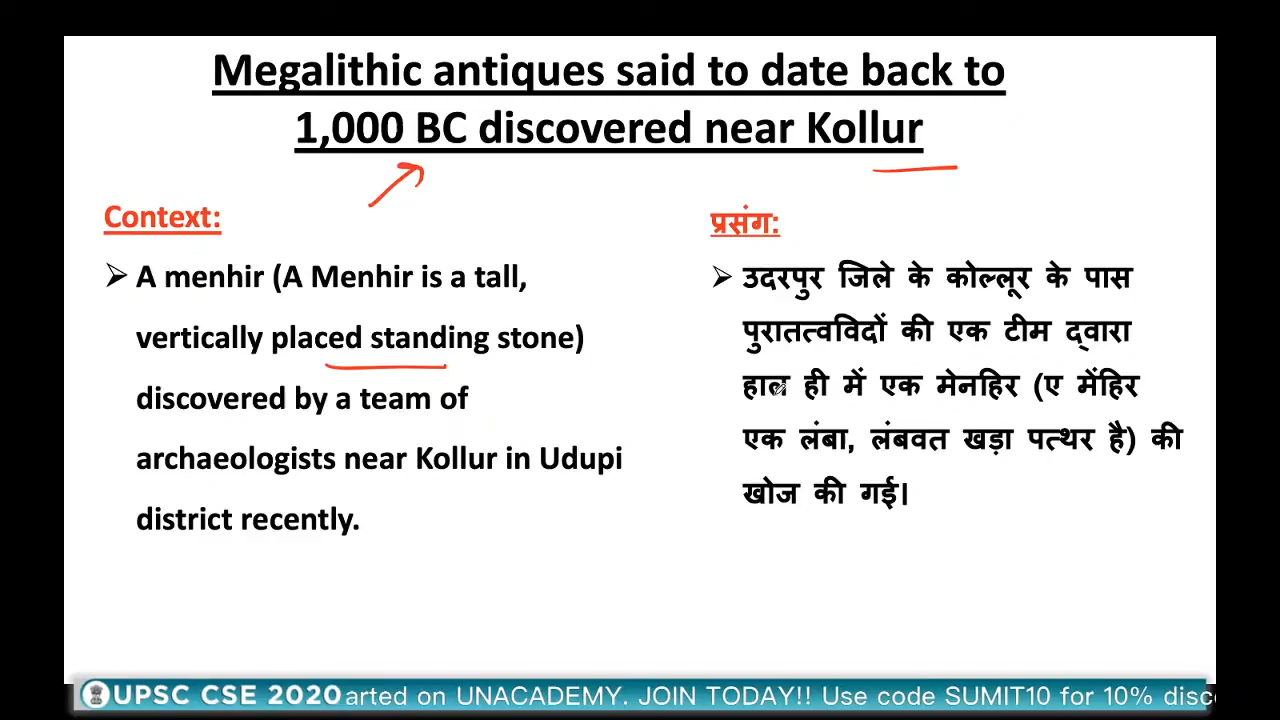 Megalithic antiques said to date back to
1,000 BC discovered near Kollur
Context:
➢ A menhir (A Menhir is a tall,
vertically placed standing stone)
discovered by a team of
archaeologists near Kollur in Udupi
district recently.
प्रसंग:
➢ उदरपुर जिले के कोल्लूर के पास
पुरातत्वविदों की एक टीम द्वारा
हाल ही में एक मेनहिर (ए मेंहिर
एक लंबा, लंबवत खड़ा पत्थर है) की
खोज की गई।
UPSC CSE 2020 arted on UNACADEMY. JOIN TODAY!! Use code SUMIT10 for 10% disc